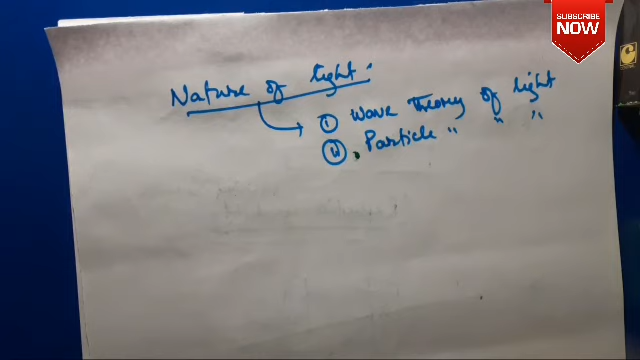 SUBSCRIBE
NOW
Nature of light.
(i) Wave Theory of light
(ii) Particle " " "